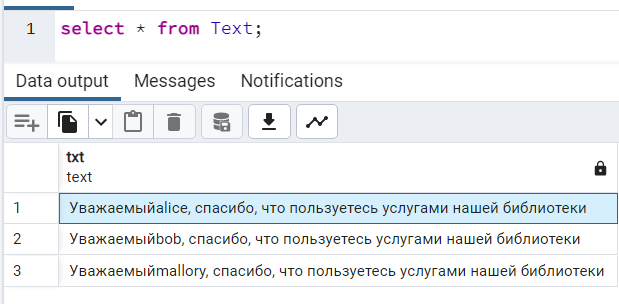 1 select * from Text;
Data output Messages Notifications
txt
text
1 Уважаемыйalice, спасибо, что пользуетесь услугами нашей библиотеки
2 Уважаемыйbob, спасибо, что пользуетесь услугами нашей библиотеки
3 Уважаемыйmallory, спасибо, что пользуетесь услугами нашей библиотеки